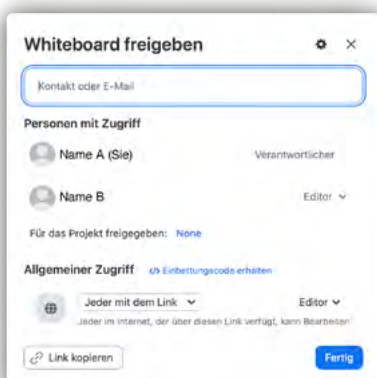 Whiteboard freigeben
Kontakt oder E-Mail
Personen mit Zugriff
Name A (Sie) Verantwortlicher
Name B Editor
Für das Projekt freigegeben: None
Allgemeiner Zugriff </> Einbettungscode erhalten
Jeder mit dem Link Editor
Jeder im Internet, der über diesen Link verfügt, kann Bearbeiten
Link kopieren Fertig